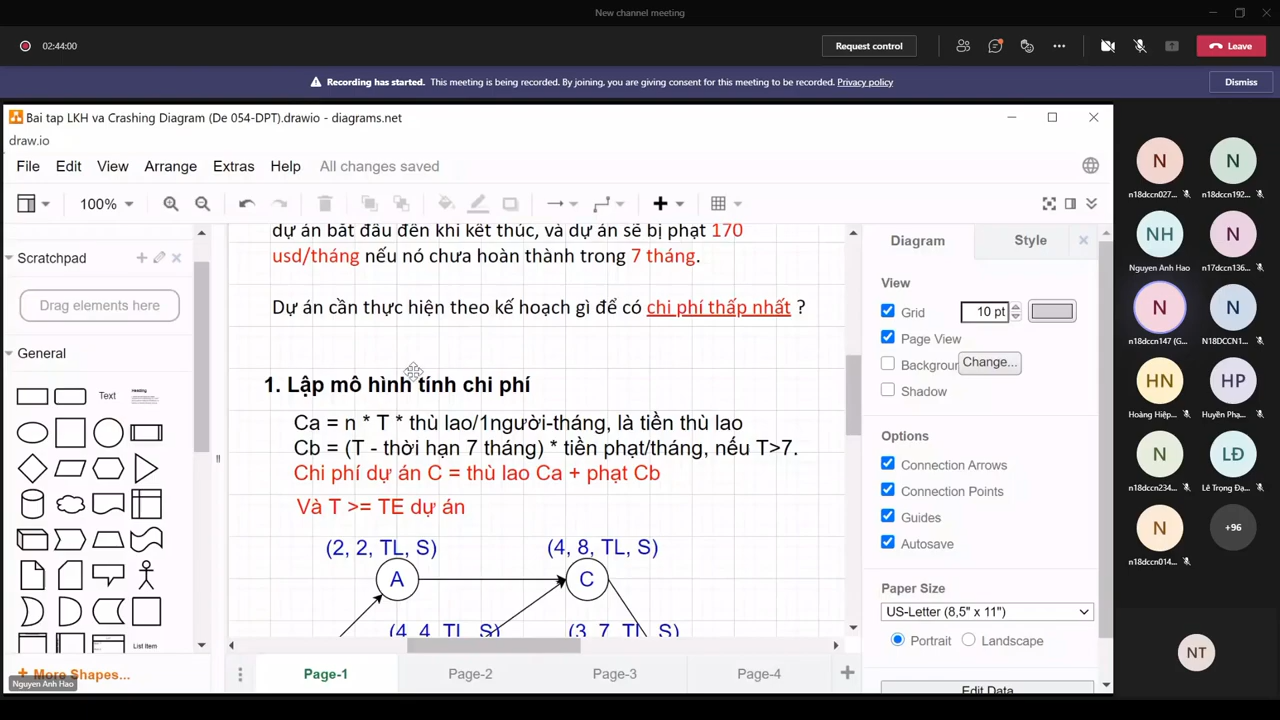 New channel meeting
02:44:00
Request control
Leave
Recording has started. This meeting is being recorded. By joining, you are giving consent for this meeting to be recorded. Privacy policy
Dismiss
Bai tap LKH va Crashing Diagram (De 054-DPT).drawio - diagrams.net
draw.io
File Edit View Arrange Extras Help All changes saved
100%
Scratchpad
Drag elements here
General
Text
Heading
List Item
+ More Shapes...
Nguyen Anh Hao
dự án bắt đầu đến khi kết thúc, và dự án sẽ bị phạt 170
usd/tháng nếu nó chưa hoàn thành trong 7 tháng.
Dự án cần thực hiện theo kế hoạch gì để có chi phí thấp nhất ?
1. Lập mô hình tính chi phí
Ca = n * T * thù lao/1người-tháng, là tiền thù lao
Cb = (T - thời hạn 7 tháng) * tiền phạt/tháng, nếu T>7.
Chi phí dự án C = thù lao Ca + phạt Cb
Và T >= TE dự án
(2, 2, TL, S) (4, 8, TL, S)
A C
(4, 4, TL, S) (3, 7, TL, S)
Page-1 Page-2 Page-3 Page-4
Diagram Style
View
Grid 10 pt
Page View
Backgroun Change...
Shadow
Options
Connection Arrows
Connection Points
Guides
Autosave
Paper Size
US-Letter (8,5" x 11")
Portrait Landscape
Edit Data
N N
n18dccn027... n18dccn192...
NH N
Nguyen Anh Hao n17dccn136...
N N
n18dccn147 (G... N18DCCN1...
HN HP
Hoàng Hiệp... Huyền Phạ...
N LĐ
n18dccn234... Lê Trọng Đạ...
N +96
n18dccn014...
NT